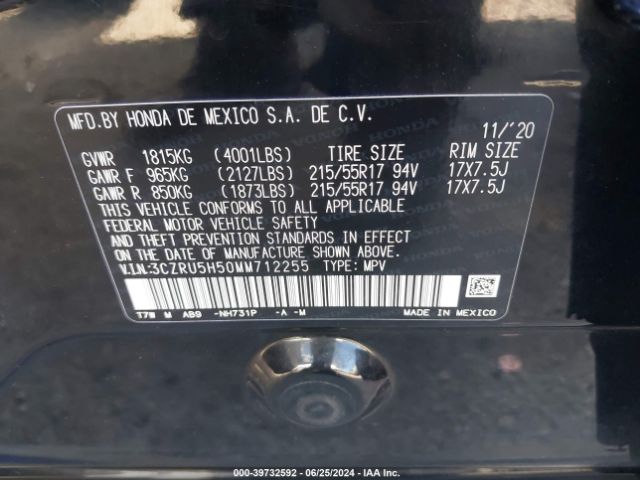 MFD.BY HONDA DE MEXICO S.A. DE C.V.
11/'20
GVWR 1815KG (4001LBS) TIRE SIZE RIM SIZE
GAWR F 965KG (2127LBS) 215/55R17 94V 17X7.5J
GAWR R 850KG (1873LBS) 215/55R17 94V 17X7.5J
THIS VEHICLE CONFORMS TO ALL APPLICABLE
FEDERAL MOTOR VEHICLE SAFETY
AND THEFT PREVENTION STANDARDS IN EFFECT
ON THE DATE OF MANUFACTURE SHOWN ABOVE.
V.I.N.:3CZRU5H50MM712255 TYPE: MPV
T7W M AB9 -NH731P -A -M
MADE IN MEXICO
000-39732592 - 06/25/2024 - IAA Inc.